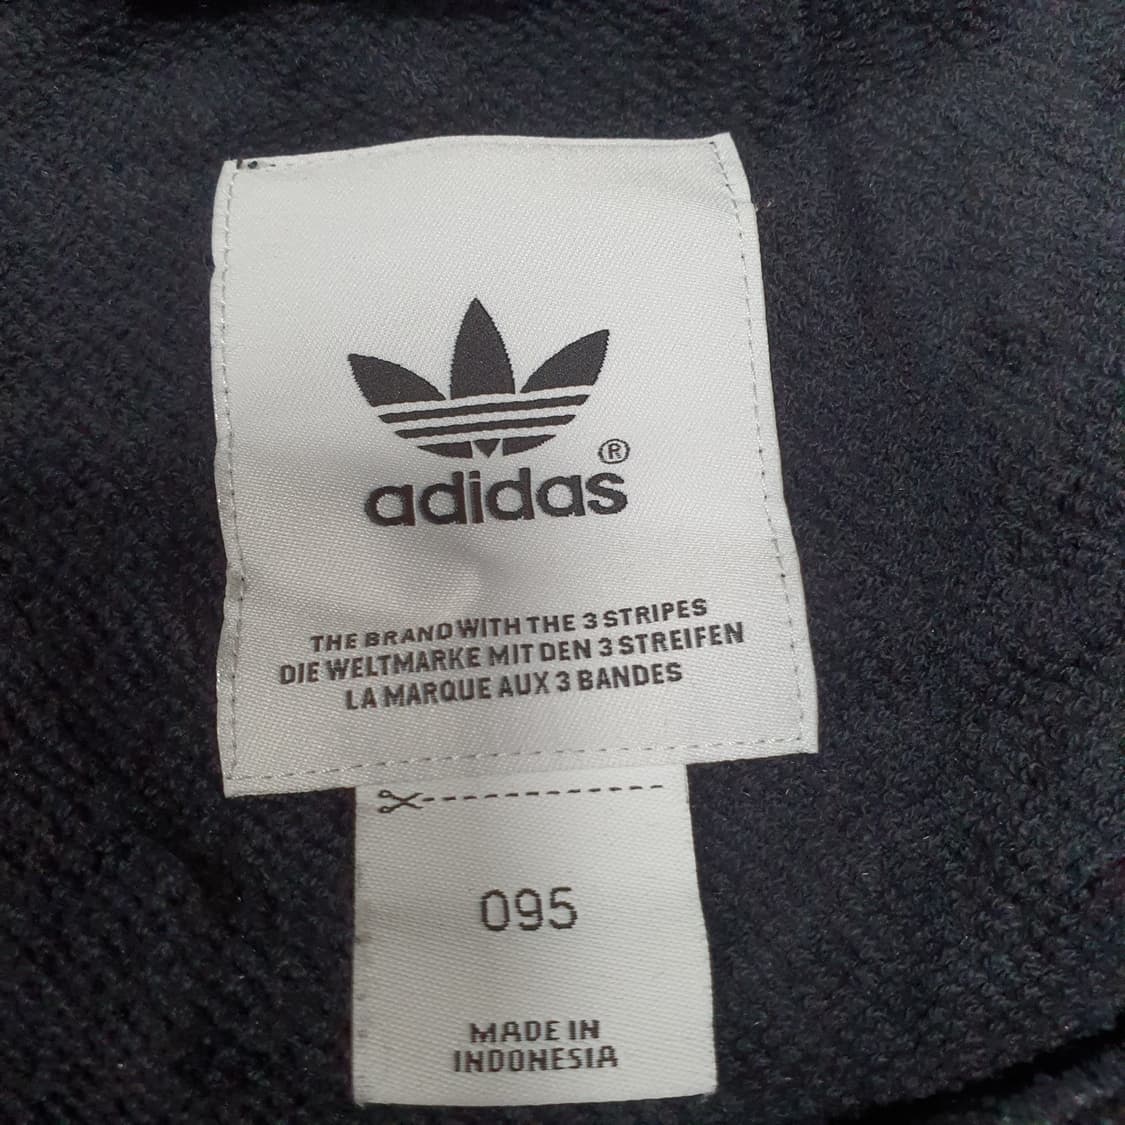 ®
adidas
THE BRAND WITH THE 3 STRIPES
DIE WELTMARKE MIT DEN 3 STREIFEN
LA MARQUE AUX 3 BANDES
095
MADE IN
INDONESIA